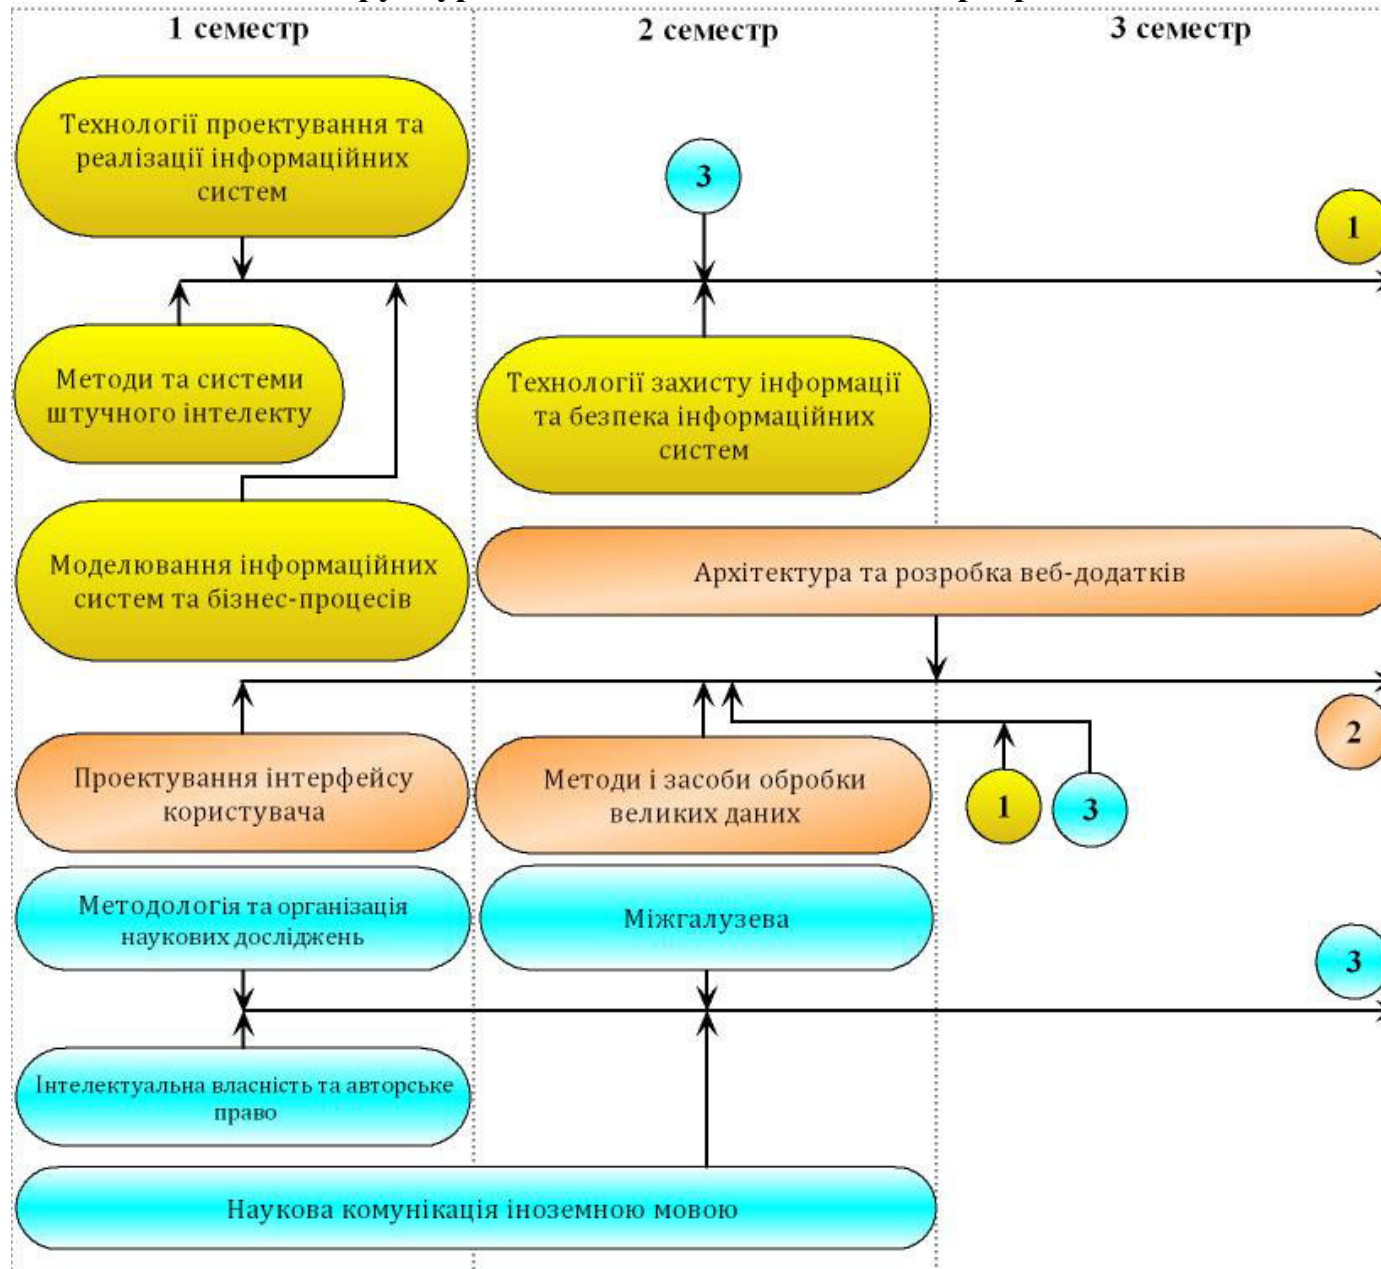 1 семестр
2 семестр
3 семестр
Технології проектування та
реалізації інформаційних
систем
3
1
Методи та системи
штучного інтелекту
Технології захисту інформації
та безпека інформаційних
систем
Моделювання інформаційних
систем та бізнес-процесів
Архітектура та розробка веб-додатків
2
Проектування інтерфейсу
користувача
Методи і засоби обробки
великих даних
1
3
Методологія та організація
наукових досліджень
Міжгалузева
3
Інтелектуальна власність та авторське
право
Наукова комунікація іноземною мовою